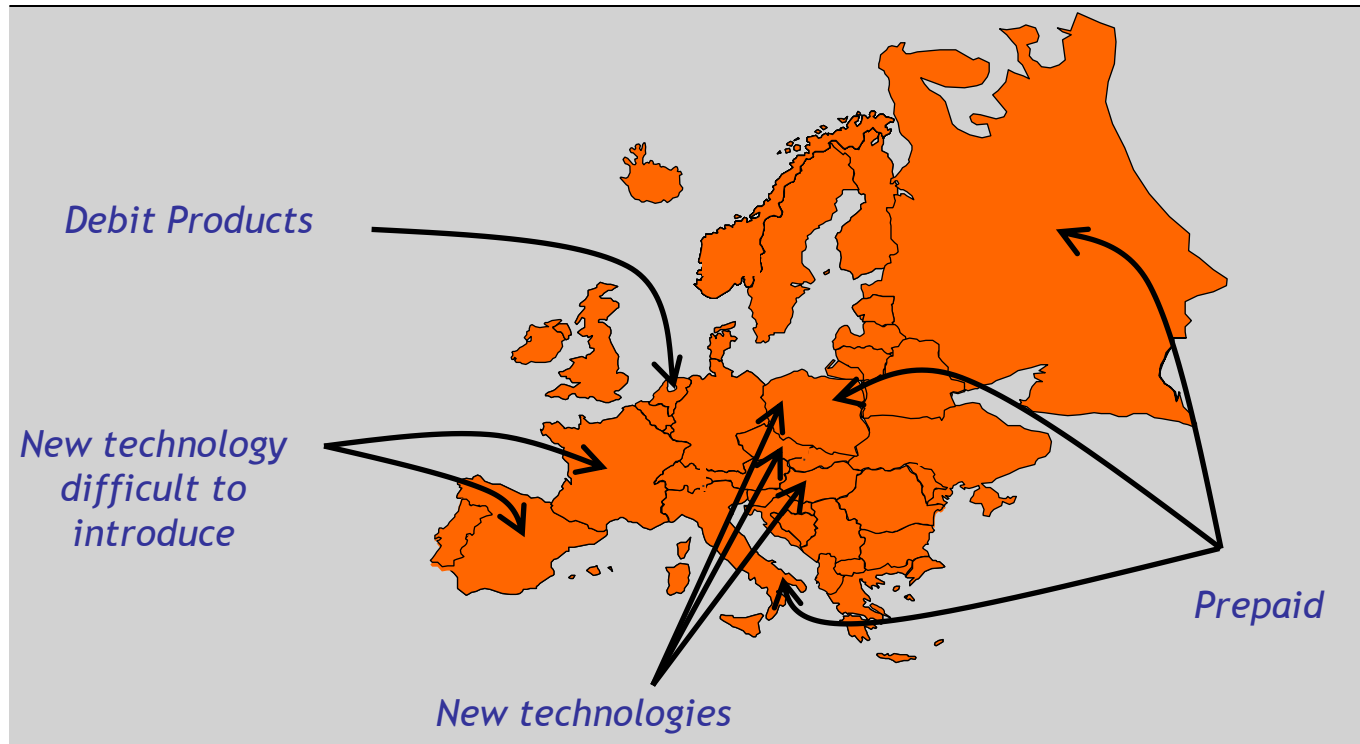 Debit Products
New technology
difficult to
introduce
Prepaid
New technologies